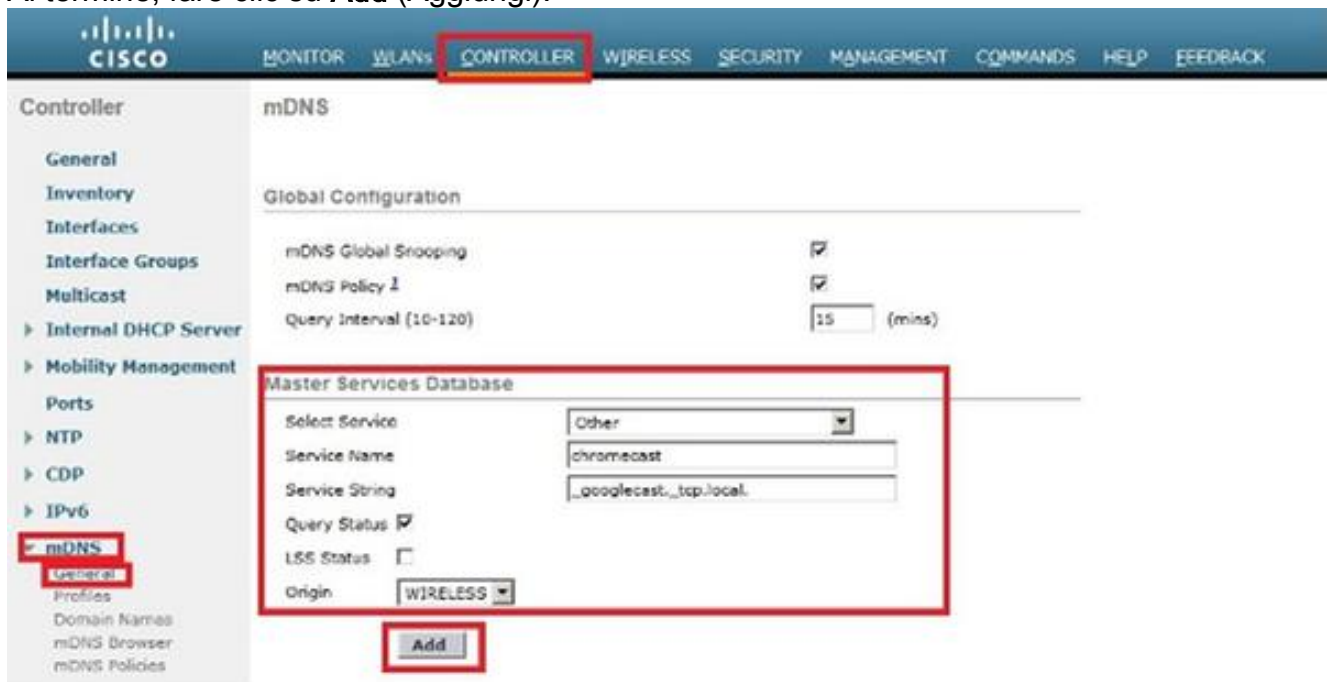 Al termine, fare clic su Add (Aggiungi).
CISCO
MONITOR WLANs CONTROLLER WIRELESS SECURITY MANAGEMENT COMMANDS HELP FEEDBACK
Controller
General
Inventory
Interfaces
Interface Groups
Multicast
Internal DHCP Server
Mobility Management
Ports
NTP
CDP
IPv6
mDNS
General
Profiles
Domain Names
mDNS Browser
mDNS Policies
mDNS
Global Configuration
mDNS Global Snooping
mDNS Policy 1
Query Interval (10-120) 15 (mins)
Master Services Database
Select Service Other
Service Name chromecast
Service String _googlecast._tcp.local.
Query Status
LSS Status
Origin WIRELESS
Add